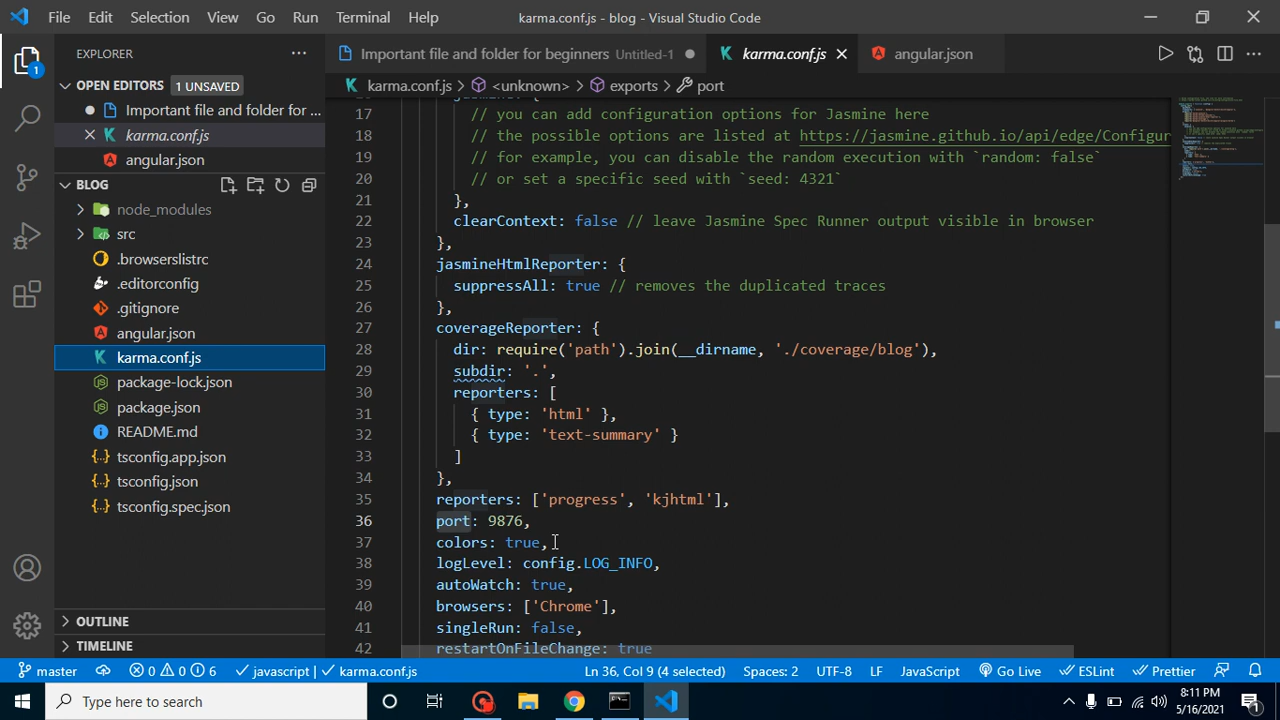 File Edit Selection View Go Run Terminal Help karma.conf.js - blog - Visual Studio Code
EXPLORER
Important file and folder for beginners Untitled-1 karma.conf.js angular.json
OPEN EDITORS 1 UNSAVED
Important file and folder for ...
karma.conf.js
angular.json
BLOG
node_modules
src
.browserslistrc
.editorconfig
.gitignore
angular.json
karma.conf.js
package-lock.json
package.json
README.md
tsconfig.app.json
tsconfig.json
tsconfig.spec.json
OUTLINE
TIMELINE
karma.conf.js > <unknown> > exports > port
17 // you can add configuration options for Jasmine here
18 // the possible options are listed at https://jasmine.github.io/api/edge/Configur
19 // for example, you can disable the random execution with `random: false`
20 // or set a specific seed with `seed: 4321`
21 },
22 clearContext: false // leave Jasmine Spec Runner output visible in browser
23 },
24 jasmineHtmlReporter: {
25 suppressAll: true // removes the duplicated traces
26 },
27 coverageReporter: {
28 dir: require('path').join(__dirname, './coverage/blog'),
29 subdir: '.',
30 reporters: [
31 { type: 'html' },
32 { type: 'text-summary' }
33 ]
34 },
35 reporters: ['progress', 'kjhtml'],
36 port: 9876,
37 colors: true,
38 logLevel: config.LOG_INFO,
39 autoWatch: true,
40 browsers: ['Chrome'],
41 singleRun: false,
42 restartOnFileChange: true
master 0 0 6 javascript | karma.conf.js Ln 36, Col 9 (4 selected) Spaces: 2 UTF-8 LF JavaScript Go Live ESLint Prettier
Type here to search
8:11 PM
5/16/2021